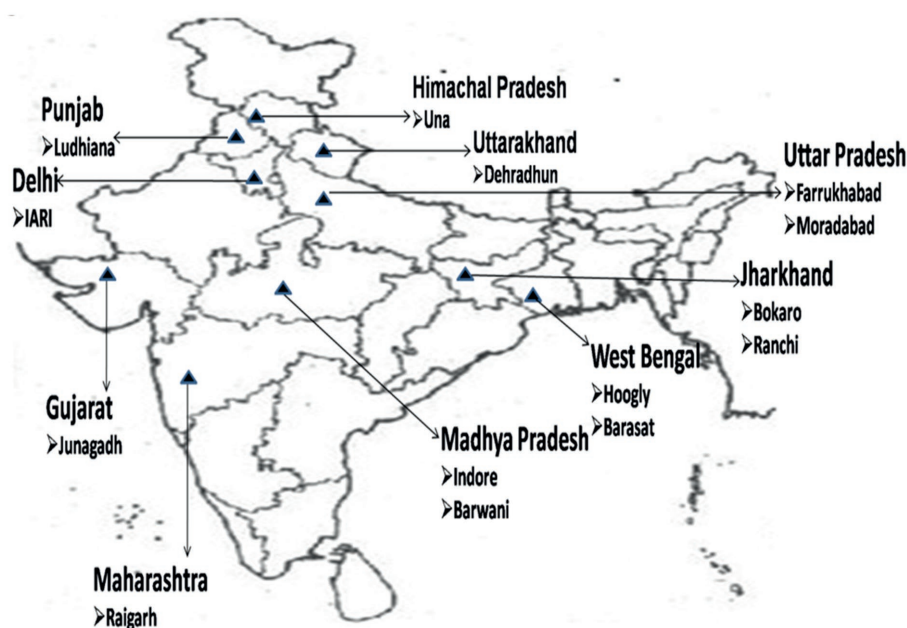 Himachal Pradesh
➢Una
Punjab
➢Ludhiana
Uttarakhand
➢Dehradhun
Uttar Pradesh
➢Farrukhabad
➢Moradabad
Delhi
➢IARI
Jharkhand
➢Bokaro
➢Ranchi
West Bengal
➢Hoogly
➢Barasat
Gujarat
➢Junagadh
Madhya Pradesh
➢Indore
➢Barwani
Maharashtra
➢Raigarh